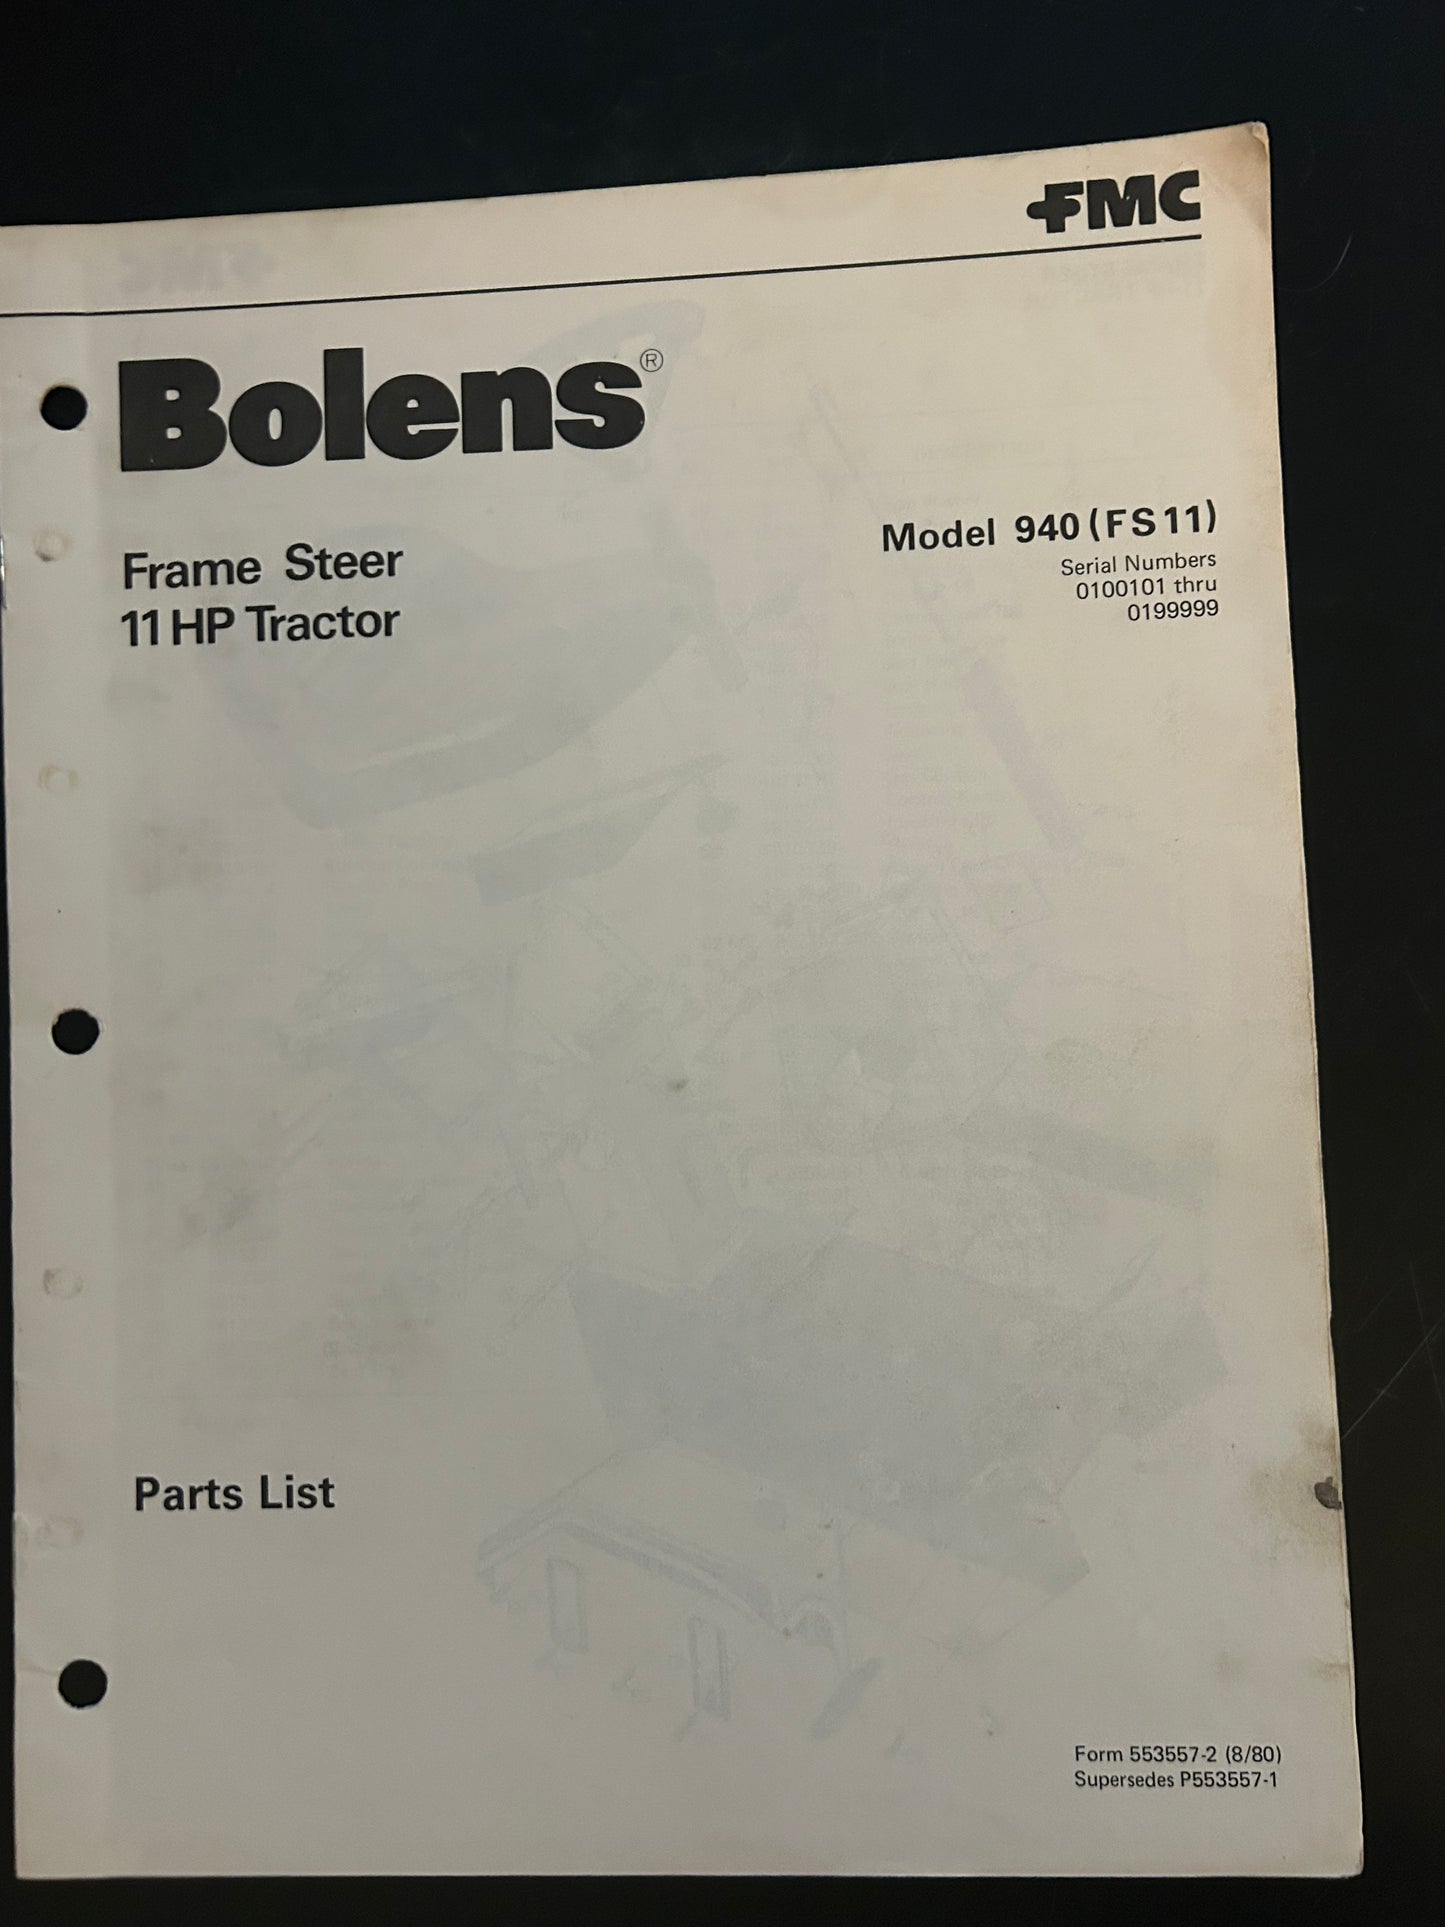 FMC
Bolens®
Frame Steer
11 HP Tractor
Model 940 (FS11)
Serial Numbers
0100101 thru
0199999
Parts List
Form 553557-2 (8/80)
Supersedes P553557-1